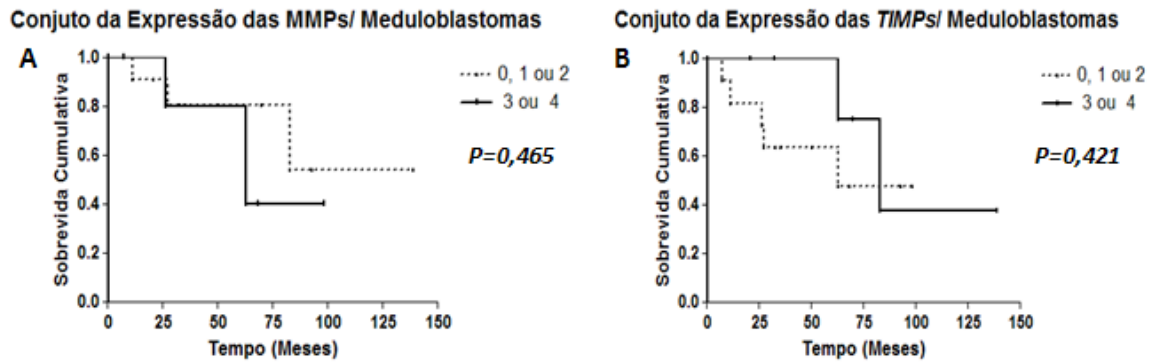 Conjuto da Expressão das MMPs/ Meduloblastomas
A
1.0
0.8
0.6
0.4
0.2
0.0
Sobrevida Cumulativa
0 25 50 75 100 125 150
Tempo (Meses)
0, 1 ou 2
3 ou 4
P=0,465
Conjuto da Expressão das TIMPs/ Meduloblastomas
B
1.0
0.8
0.6
0.4
0.2
0.0
Sobrevida Cumulativa
0 25 50 75 100 125 150
Tempo (Meses)
0, 1 ou 2
3 ou 4
P=0,421